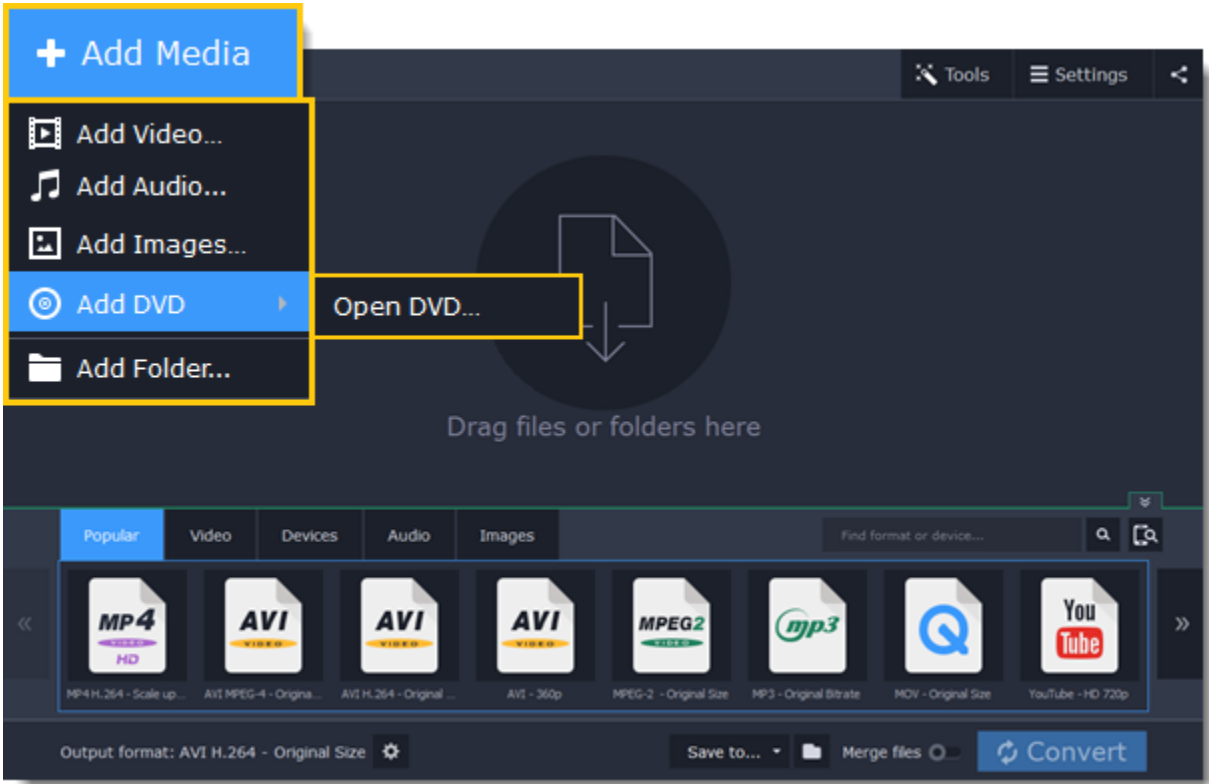 Add Media
Tools
Settings
Add Video...
Add Audio...
Add Images...
Add DVD
Open DVD...
Add Folder...
Drag files or folders here
Popular
Video
Devices
Audio
Images
Find format or device...
MP4 VIDEO HD
AVI VIDEO
AVI VIDEO
AVI VIDEO
MPEG2 VIDEO
mp3
You Tube
MP4 H.264 - Scale up...
AVI MPEG-4 - Origina...
AVI H.264 - Original ...
AVI - 360p
MPEG-2 - Original Size
MP3 - Original Bitrate
MOV - Original Size
YouTube - HD 720p
Output format: AVI H.264 - Original Size
Save to...
Merge files
Convert